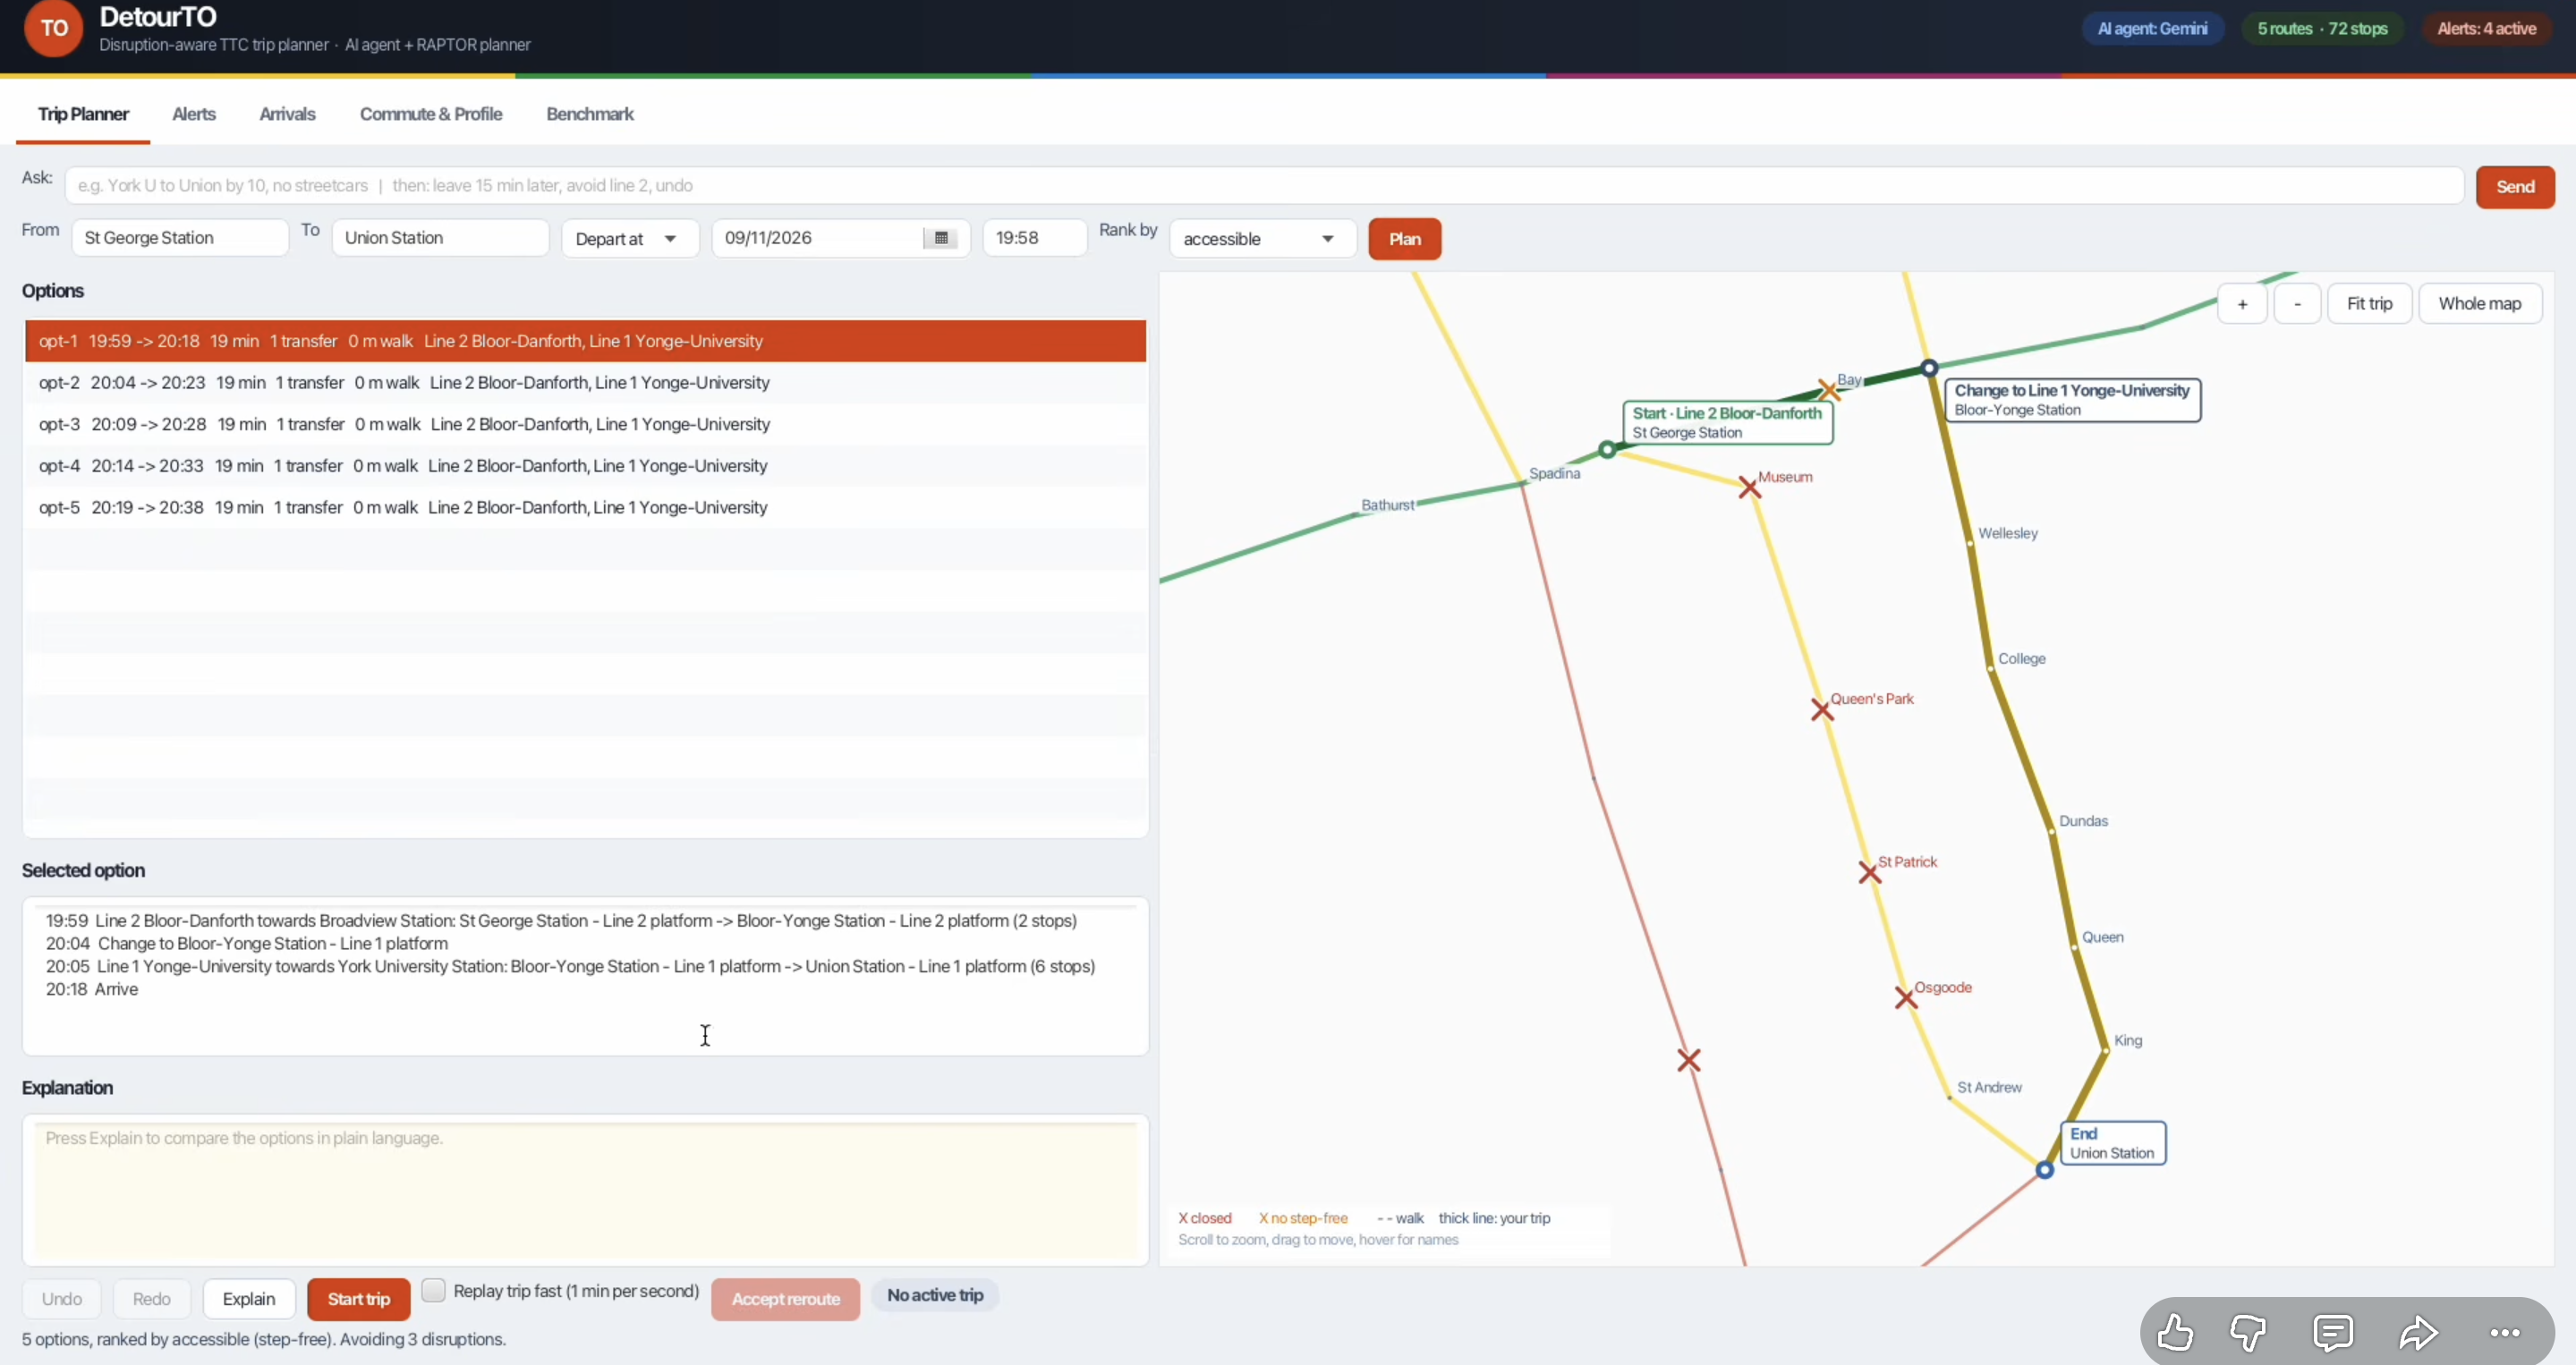 TO
DetourTO
Disruption-aware TTC trip planner · AI agent + RAPTOR planner
AI agent: Gemini
5 routes · 72 stops
Alerts: 4 active
Trip Planner
Alerts
Arrivals
Commute & Profile
Benchmark
Ask:
e.g. York U to Union by 10, no streetcars | then: leave 15 min later, avoid line 2, undo
Send
From
St George Station
To
Union Station
Depart at
09/11/2026
19:58
Rank by
accessible
Plan
Options
opt-1 19:59 -> 20:18 19 min 1 transfer 0 m walk Line 2 Bloor-Danforth, Line 1 Yonge-University
opt-2 20:04 -> 20:23 19 min 1 transfer 0 m walk Line 2 Bloor-Danforth, Line 1 Yonge-University
opt-3 20:09 -> 20:28 19 min 1 transfer 0 m walk Line 2 Bloor-Danforth, Line 1 Yonge-University
opt-4 20:14 -> 20:33 19 min 1 transfer 0 m walk Line 2 Bloor-Danforth, Line 1 Yonge-University
opt-5 20:19 -> 20:38 19 min 1 transfer 0 m walk Line 2 Bloor-Danforth, Line 1 Yonge-University
Selected option
19:59 Line 2 Bloor-Danforth towards Broadview Station: St George Station - Line 2 platform -> Bloor-Yonge Station - Line 2 platform (2 stops)
20:04 Change to Bloor-Yonge Station - Line 1 platform
20:05 Line 1 Yonge-University towards York University Station: Bloor-Yonge Station - Line 1 platform -> Union Station - Line 1 platform (6 stops)
20:18 Arrive
Explanation
Press Explain to compare the options in plain language.
Undo
Redo
Explain
Start trip
Replay trip fast (1 min per second)
Accept reroute
No active trip
5 options, ranked by accessible (step-free). Avoiding 3 disruptions.
+
-
Fit trip
Whole map
Bay
Change to Line 1 Yonge-University
Bloor-Yonge Station
Start · Line 2 Bloor-Danforth
St George Station
Spadina
Museum
Bathurst
Wellesley
College
Queen's Park
Dundas
St Patrick
Queen
Osgoode
King
St Andrew
End
Union Station
X closed
X no step-free
- - walk
thick line: your trip
Scroll to zoom, drag to move, hover for names